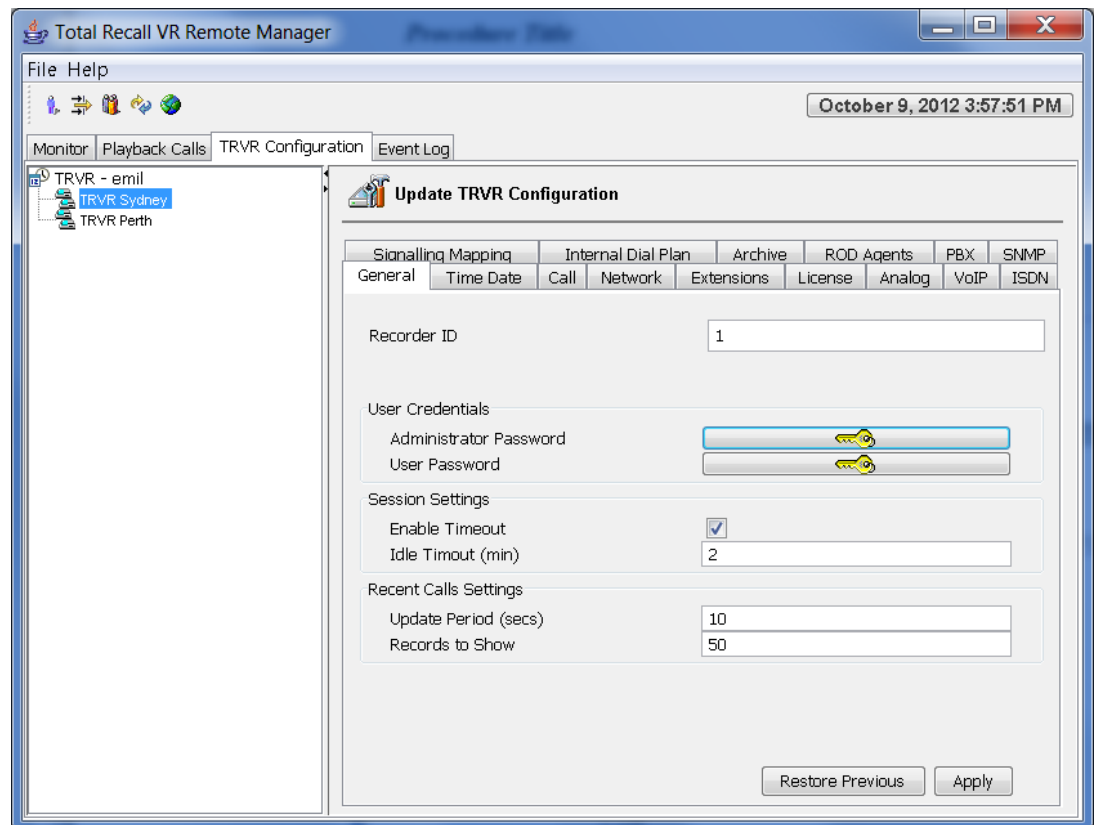 Total Recall VR Remote Manager
Procedure Title
File Help
October 9, 2012 3:57:51 PM
Monitor Playback Calls TRVR Configuration Event Log
TRVR - emil
TRVR Sydney
TRVR Perth
Update TRVR Configuration
Signalling Mapping Internal Dial Plan Archive ROD Agents PBX SNMP
General Time Date Call Network Extensions License Analog VoIP ISDN
Recorder ID 1
User Credentials
Administrator Password
User Password
Session Settings
Enable Timeout
Idle Timout (min) 2
Recent Calls Settings
Update Period (secs) 10
Records to Show 50
Restore Previous Apply